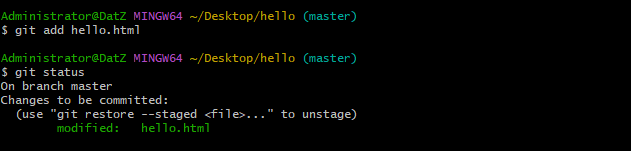 Administrator@DatZ MINGW64 ~/Desktop/hello (master)
$ git add hello.html
Administrator@DatZ MINGW64 ~/Desktop/hello (master)
$ git status
On branch master
Changes to be committed:
  (use "git restore --staged <file>..." to unstage)
        modified:   hello.html